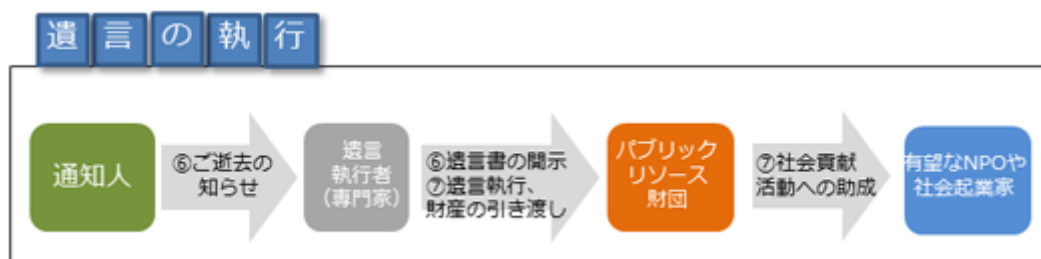 遺言の執行
通知人
⑥ご逝去の
知らせ
遺言
執行者
(専門家)
⑥遺言書の開示
⑦遺言執行、
財産の引き渡し
パブリック
リソース
財団
⑦社会貢献
活動への助成
有望なNPOや
社会起業家